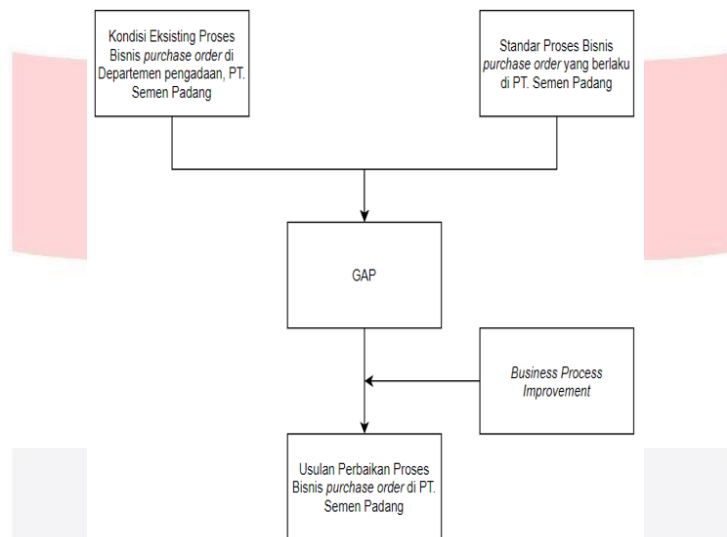 Kondisi Eksisting Proses
Bisnis purchase order di
Departemen pengadaan, PT.
Semen Padang
Standar Proses Bisnis
purchase order yang berlaku
di PT. Semen Padang
GAP
Business Process
Improvement
Usulan Perbaikan Proses
Bisnis purchase order di PT.
Semen Padang